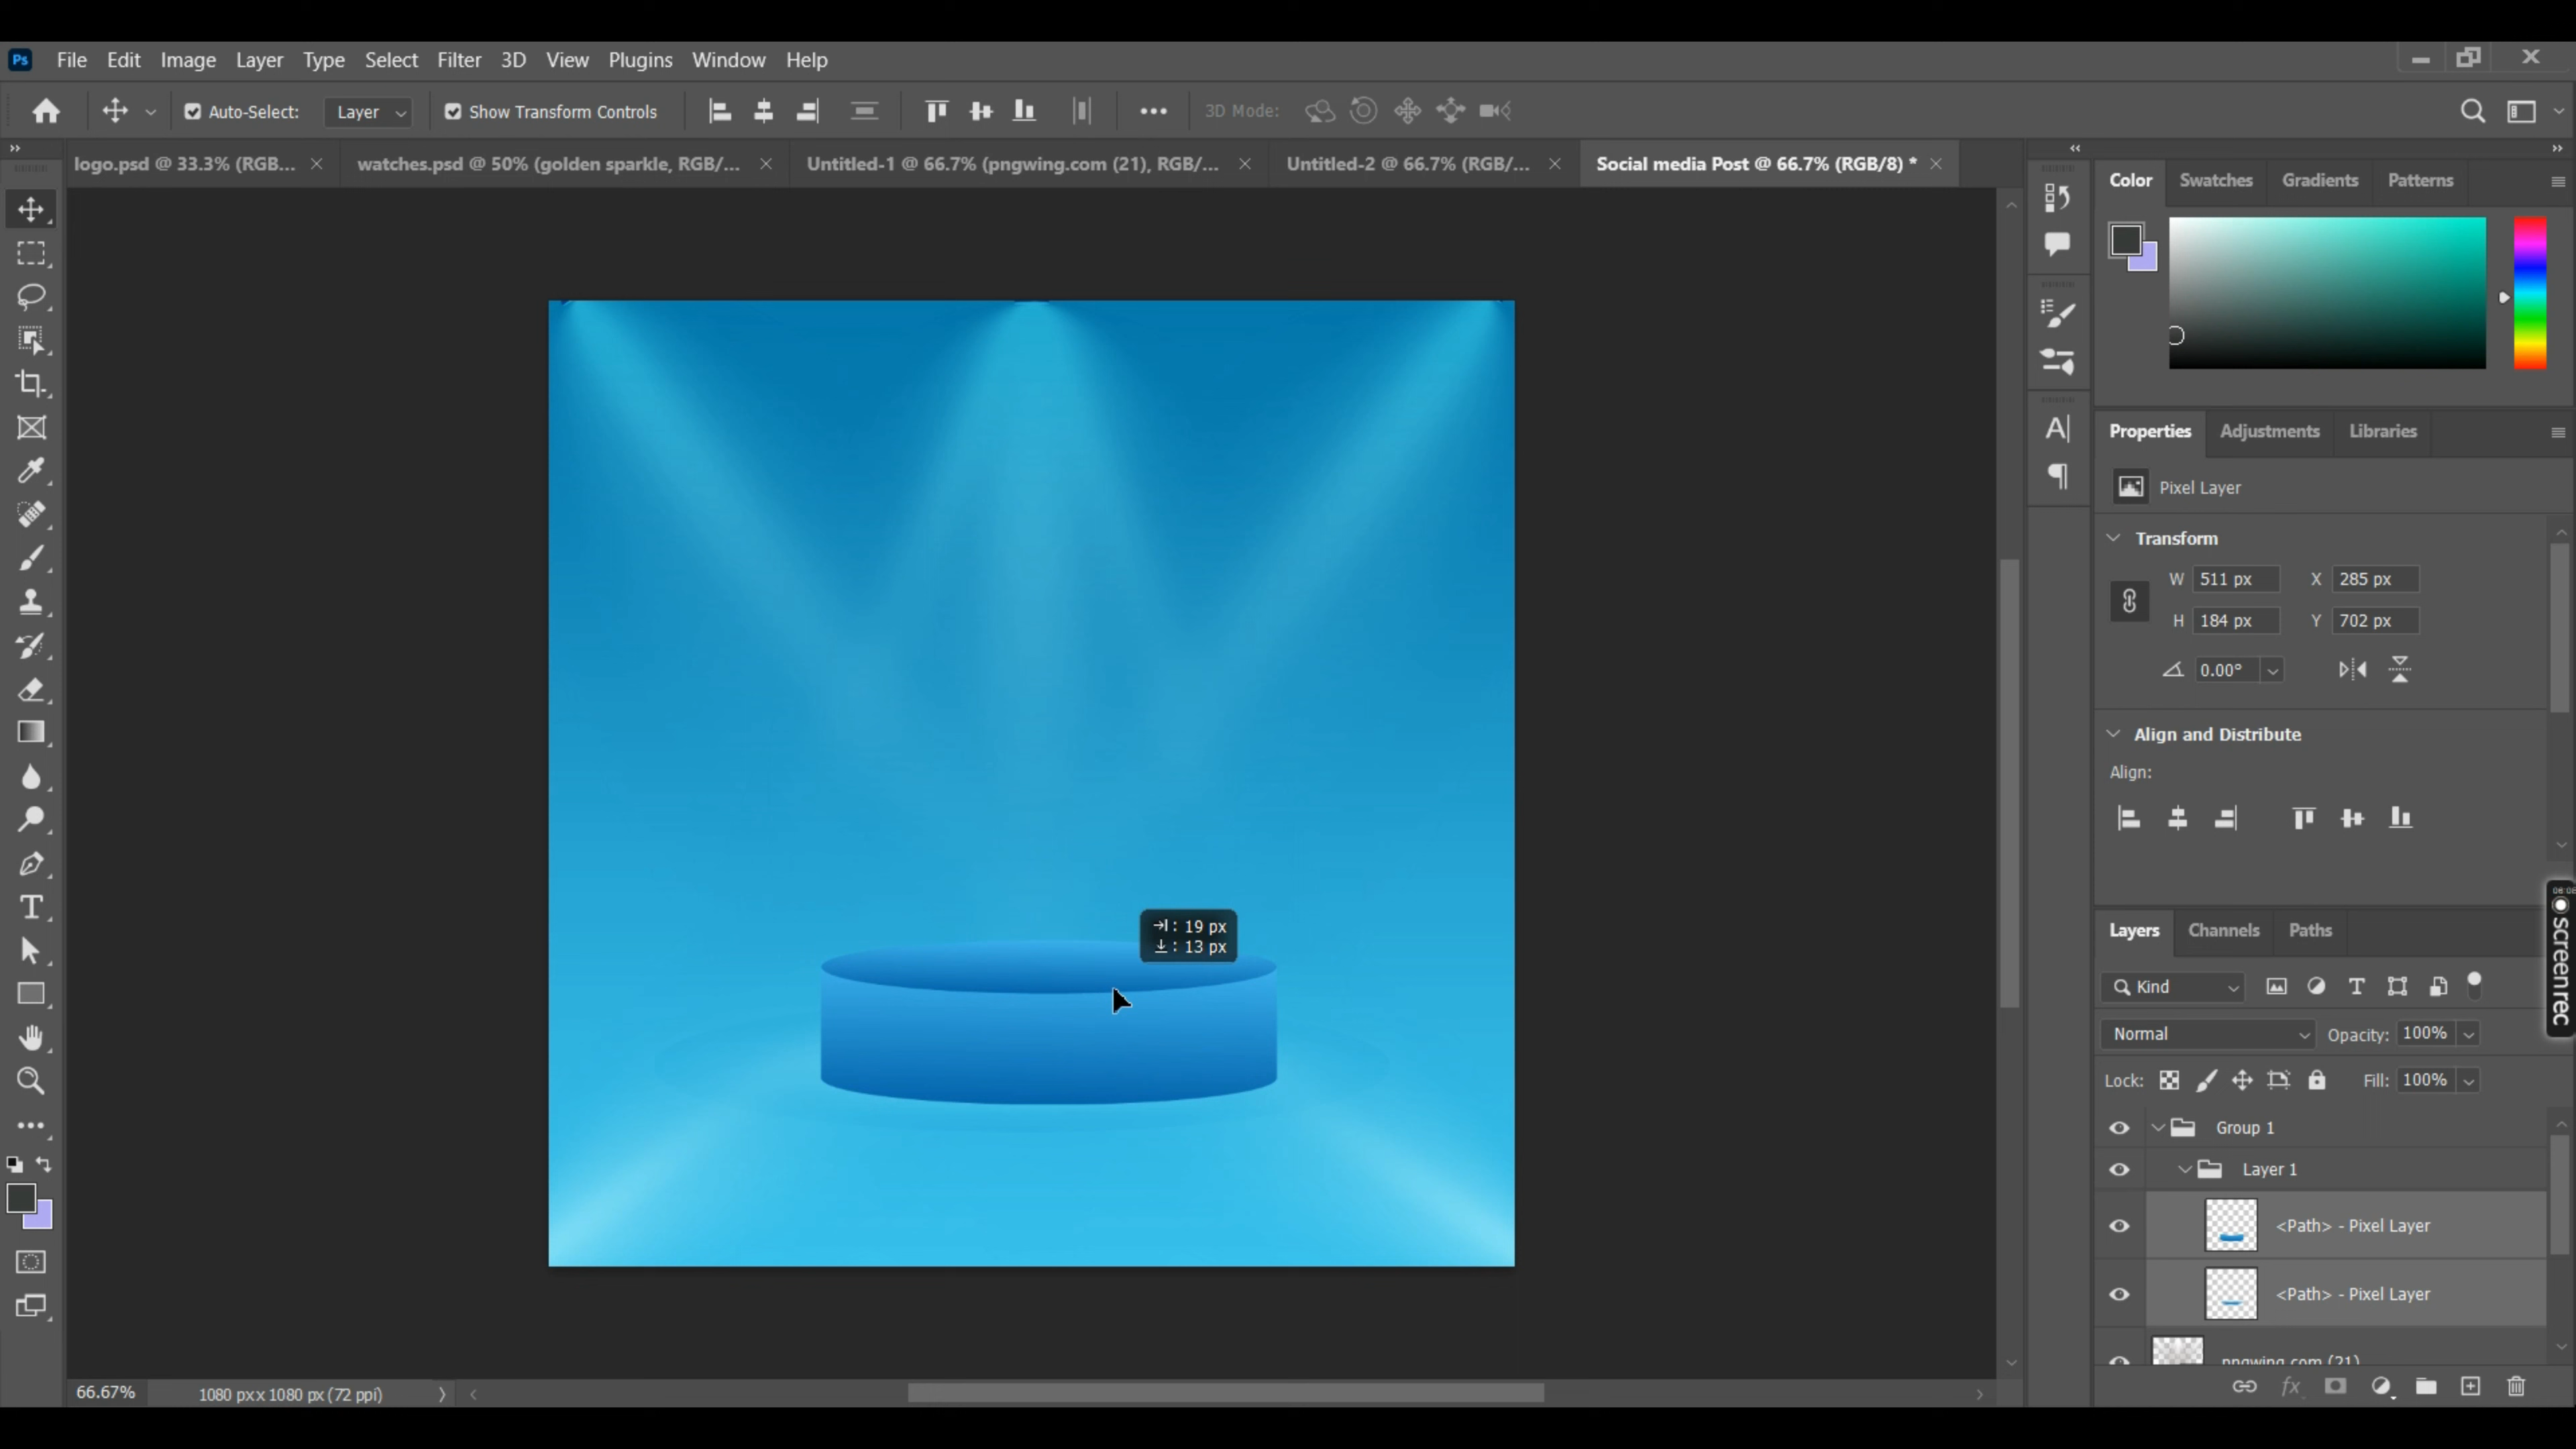 Ps File Edit Image Layer Type Select Filter 3D View Plugins Window Help
Auto-Select: Layer Show Transform Controls 3D Mode:
logo.psd @ 33.3% (RGB... watches.psd @ 50% (golden sparkle, RGB/... Untitled-1 @ 66.7% (pngwing.com (21), RGB/... Untitled-2 @ 66.7% (RGB/... Social media Post @ 66.7% (RGB/8) *
Color Swatches Gradients Patterns
Properties Adjustments Libraries
Pixel Layer
Transform
W 511 px X 285 px
H 184 px Y 702 px
0.00°
Align and Distribute
Align:
: 19 px
: 13 px
screenrec
Layers Channels Paths
Kind
Normal Opacity: 100%
Lock: Fill: 100%
Group 1
Layer 1
<Path> - Pixel Layer
<Path> - Pixel Layer
pngwing.com (21)
66.67% 1080 px x 1080 px (72 ppi)